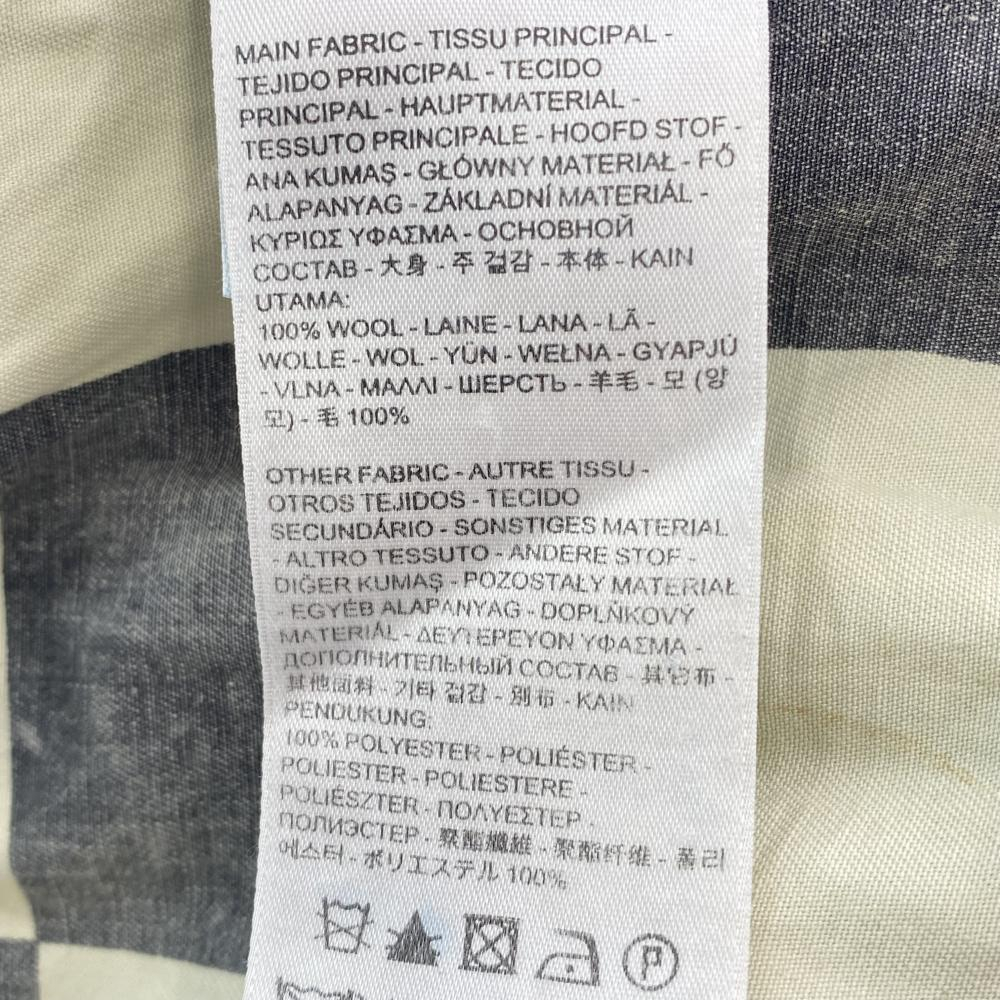 MAIN FABRIC - TISSU PRINCIPAL -
TEJIDO PRINCIPAL - TECIDO
PRINCIPAL - HAUPTMATERIAL -
TESSUTO PRINCIPALE - HOOFD STOF -
ANA KUMAŞ - GŁÓWNY MATERIAŁ - FŐ
ALAPANYAG - ZÁKLADNÍ MATERIÁL -
ΚΥΡΙΩΣ ΥΦΑΣΜΑ - ОСНОВНОЙ
СОСТАВ - 大身 - 주 겉감 - 本体 - KAIN
UTAMA:
100% WOOL - LAINE - LANA - LÃ -
WOLLE - WOL - YÜN - WEŁNA - GYAPJÚ
- VLNA - ΜΑΛΛΙ - ШЕРСТЬ - 羊毛 - 모 (양
모) - 毛 100%
OTHER FABRIC - AUTRE TISSU -
OTROS TEJIDOS - TECIDO
SECUNDÁRIO - SONSTIGES MATERIAL
- ALTRO TESSUTO - ANDERE STOF -
DIĞER KUMAŞ - POZOSTAŁY MATERIAŁ
- EGYÉB ALAPANYAG - DOPLŇKOVÝ
MATERIÁL - ΔΕΥΤΕΡΕΥΟΝ ΥΦΑΣΜΑ -
ДОПОЛНИТЕЛЬНЫЙ СОСТАВ - 其它布 -
其他面料 - 기타 겉감 - 別布 - KAIN
PENDUKUNG:
100% POLYESTER - POLIÉSTER -
POLIESTER - POLIESTERE -
POLIÉSZTER - ΠΟΛΥΕΣΤΕΡ -
ПОЛИЭСТЕР - 聚酯纖維 - 聚酯纤维 - 폴리
에스터 - ポリエステル 100%
P